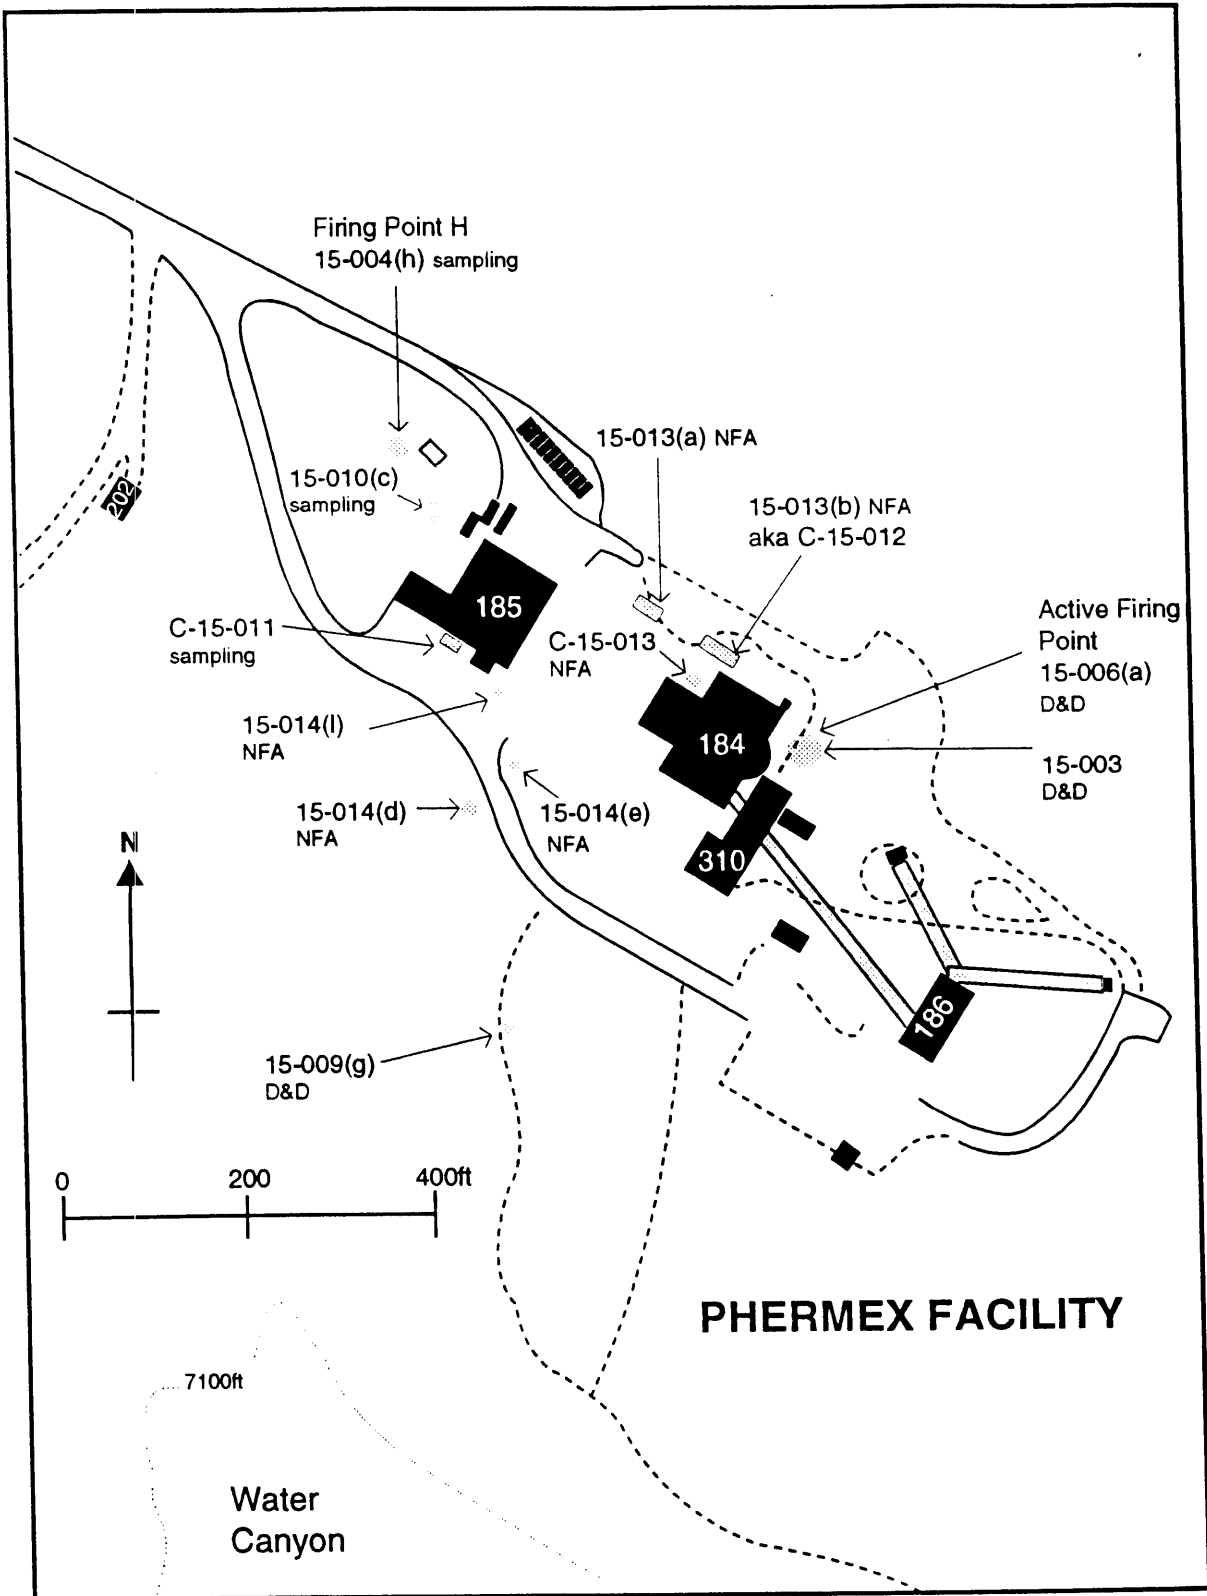 Firing Point H
15-004(h) sampling
15-013(a) NFA
15-010(c)
sampling
202
15-013(b) NFA
aka C-15-012
185
Active Firing
Point
15-006(a)
D&D
C-15-011
sampling
C-15-013
NFA
15-014(l)
NFA
184
15-003
D&D
15-014(d)
NFA
15-014(e)
NFA
N
310
186
15-009(g)
D&D
0 200 400ft
PHERMEX FACILITY
7100ft
Water
Canyon